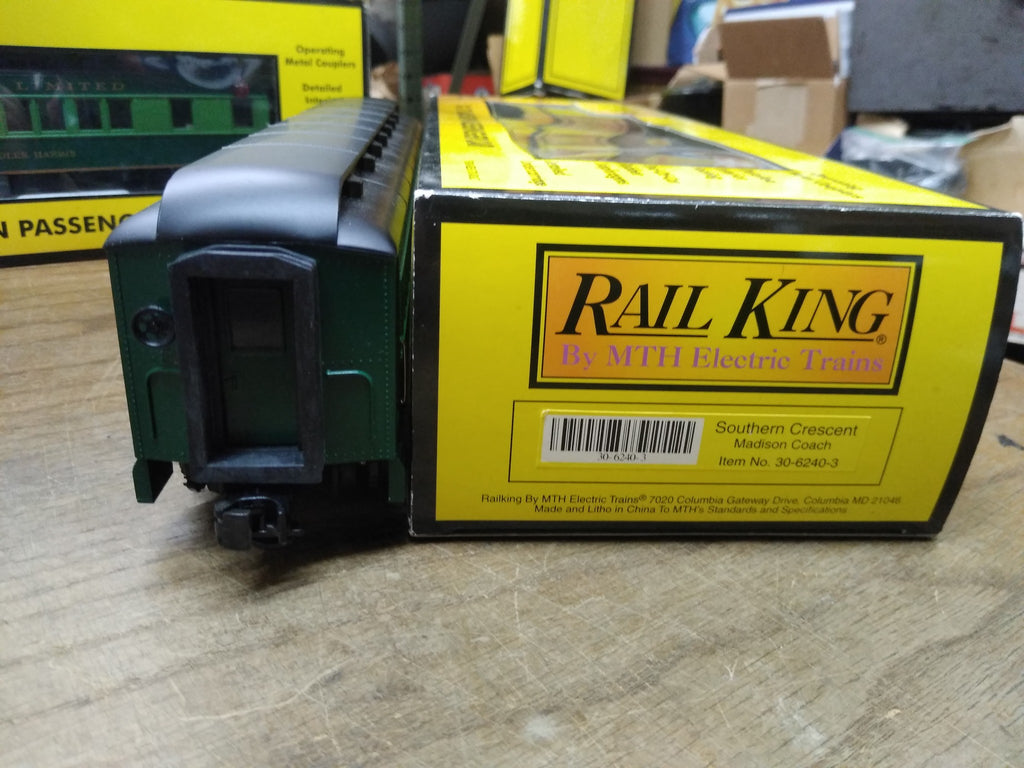 Operating
Metal Couplers
Detailed
LIMITED
N PASSENG
RAIL KING®
By MTH Electric Trains
30-6240-3
Southern Crescent
Madison Coach
Item No. 30-6240-3
Railking By MTH Electric Trains® 7020 Columbia Gateway Drive, Columbia MD 21046
Made and Litho in China To MTH's Standards and Specifications